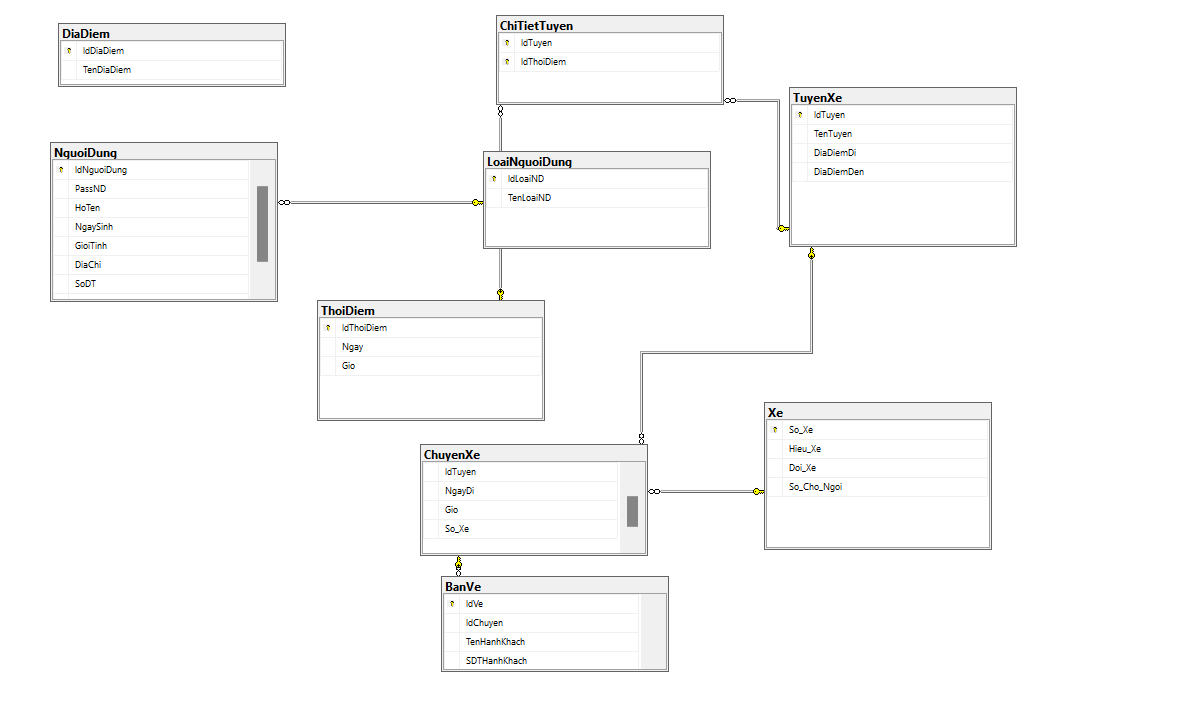 DiaDiem
IdDiaDiem
TenDiaDiem
ChiTietTuyen
IdTuyen
IdThoiDiem
TuyenXe
IdTuyen
TenTuyen
DiaDiemDi
DiaDiemDen
NguoiDung
IdNguoiDung
PassND
HoTen
NgaySinh
GioiTinh
DiaChi
SoDT
LoaiNguoiDung
IdLoaiND
TenLoaiND
ThoiDiem
IdThoiDiem
Ngay
Gio
Xe
So_Xe
Hieu_Xe
Doi_Xe
So_Cho_Ngoi
ChuyenXe
IdTuyen
NgayDi
Gio
So_Xe
BanVe
IdVe
IdChuyen
TenHanhKhach
SDTHanhKhach